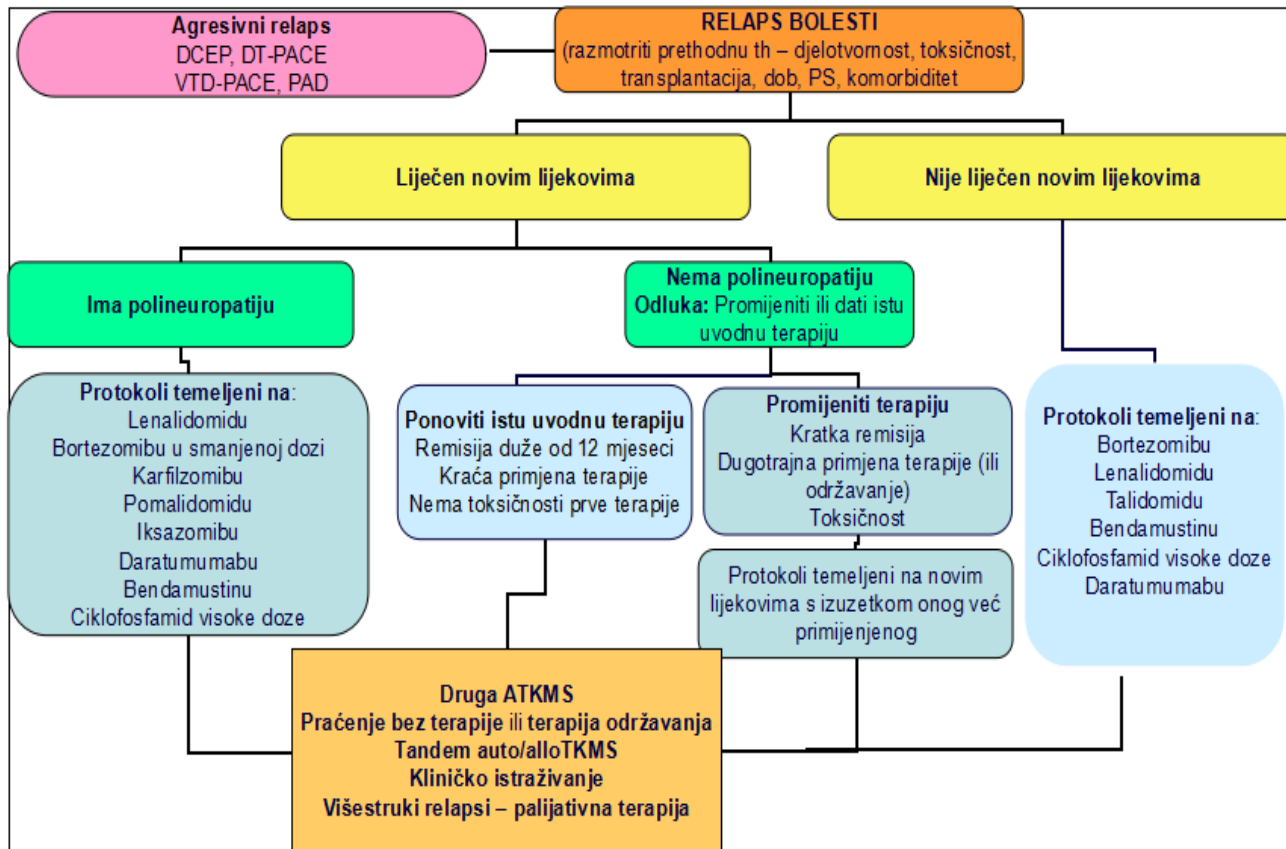 Agresivni relaps
DCEP, DT-PACE
VTD-PACE, PAD
RELAPS BOLESTI
(razmotriti prethodnu th – djelotvornost, toksičnost,
transplantacija, dob, PS, komorbiditet
Liječen novim lijekovima
Nije liječen novim lijekovima
Ima polineuropatiju
Nema polineuropatiju
Odluka: Promijeniti ili dati istu
uvodnu terapiju
Protokoli temeljeni na:
Lenalidomidu
Bortezomibu u smanjenoj dozi
Karfilzomibu
Pomalidomidu
Iksazomibu
Daratumumabu
Bendamustinu
Ciklofosfamid visoke doze
Ponoviti istu uvodnu terapiju
Remisija duže od 12 mjeseci
Kraća primjena terapije
Nema toksičnosti prve terapije
Promijeniti terapiju
Kratka remisija
Dugotrajna primjena terapije (ili
održavanje)
Toksičnost
Protokoli temeljeni na novim
lijekovima s izuzetkom onog već
primijenjenog
Protokoli temeljeni na:
Bortezomibu
Lenalidomidu
Talidomidu
Bendamustinu
Ciklofosfamid visoke doze
Daratumumabu
Druga ATKMS
Praćenje bez terapije ili terapija održavanja
Tandem auto/alloTKMS
Kliničko istraživanje
Višestruki relapsi – palijativna terapija